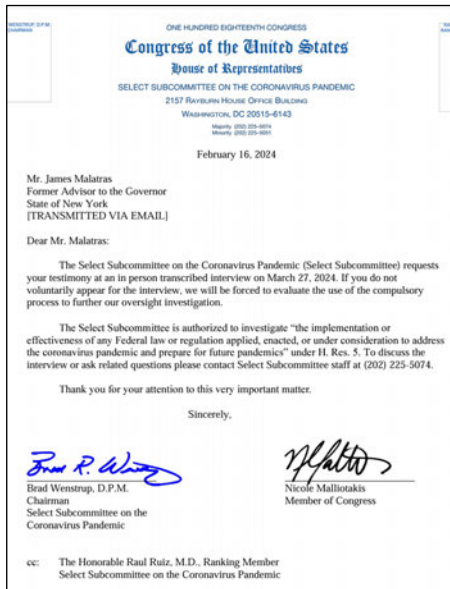 WENSTRUP, D.P.M.
CHAIRMAN
ONE HUNDRED EIGHTEENTH CONGRESS
Congress of the United States
House of Representatives
SELECT SUBCOMMITTEE ON THE CORONAVIRUS PANDEMIC
2157 RAYBURN HOUSE OFFICE BUILDING
WASHINGTON, DC 20515–6143
Majority (202) 225–5074
Minority (202) 225–
February 16, 2024
Mr. James Malatras
Former Advisor to the Governor
State of New York
[TRANSMITTED VIA EMAIL]
Dear Mr. Malatras:
The Select Subcommittee on the Coronavirus Pandemic (Select Subcommittee) requests
your testimony at an in person transcribed interview on March 27, 2024. If you do not
voluntarily appear for the interview, we will be forced to evaluate the use of the compulsory
process to further our oversight investigation.
The Select Subcommittee is authorized to investigate “the implementation or
effectiveness of any Federal law or regulation applied, enacted, or under consideration to address
the coronavirus pandemic and prepare for future pandemics” under H. Res. 5. To discuss the
interview or ask related questions please contact Select Subcommittee staff at (202) 225-5074.
Thank you for your attention to this very important matter.
Sincerely,
Brad Wenstrup, D.P.M.
Chairman
Select Subcommittee on the
Coronavirus Pandemic
Nicole Malliotakis
Member of Congress
cc: The Honorable Raul Ruiz, M.D., Ranking Member
Select Subcommittee on the Coronavirus Pandemic